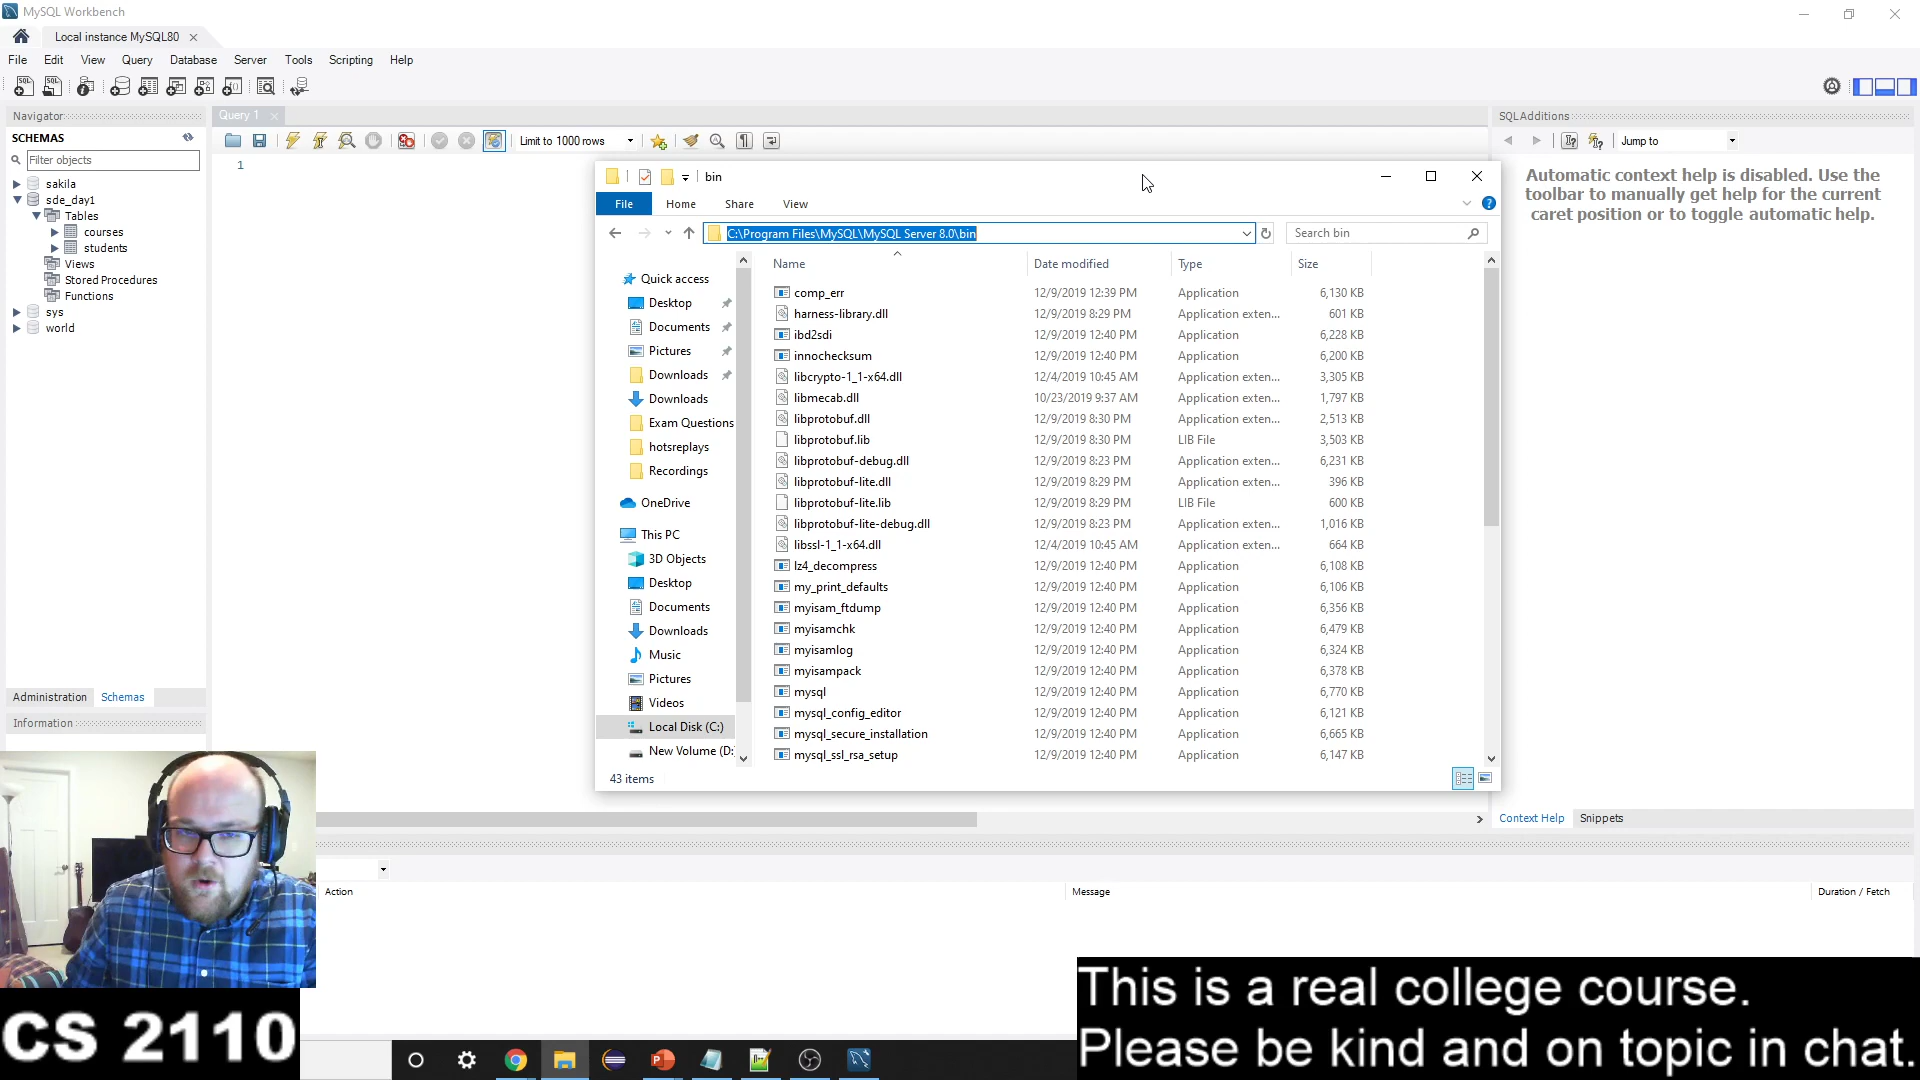 MySQL Workbench
Local instance MySQL80
File Edit View Query Database Server Tools Scripting Help
Navigator
SCHEMAS
Filter objects
sakila
sde_day1
Tables
courses
students
Views
Stored Procedures
Functions
sys
world
Administration Schemas
Information
Query 1
Limit to 1000 rows
1
bin
File Home Share View
C:\Program Files\MySQL\MySQL Server 8.0\bin
Search bin
Quick access
Desktop
Documents
Pictures
Downloads
Downloads
Exam Questions
hotsreplays
Recordings
OneDrive
This PC
3D Objects
Desktop
Documents
Downloads
Music
Pictures
Videos
Local Disk (C:)
New Volume (D:
Name Date modified Type Size
comp_err 12/9/2019 12:39 PM Application 6,130 KB
harness-library.dll 12/9/2019 8:29 PM Application exten... 601 KB
ibd2sdi 12/9/2019 12:40 PM Application 6,228 KB
innochecksum 12/9/2019 12:40 PM Application 6,200 KB
libcrypto-1_1-x64.dll 12/4/2019 10:45 AM Application exten... 3,305 KB
libmecab.dll 10/23/2019 9:37 AM Application exten... 1,797 KB
libprotobuf.dll 12/9/2019 8:30 PM Application exten... 2,513 KB
libprotobuf.lib 12/9/2019 8:30 PM LIB File 3,503 KB
libprotobuf-debug.dll 12/9/2019 8:23 PM Application exten... 6,231 KB
libprotobuf-lite.dll 12/9/2019 8:29 PM Application exten... 396 KB
libprotobuf-lite.lib 12/9/2019 8:29 PM LIB File 600 KB
libprotobuf-lite-debug.dll 12/9/2019 8:23 PM Application exten... 1,016 KB
libssl-1_1-x64.dll 12/4/2019 10:45 AM Application exten... 664 KB
lz4_decompress 12/9/2019 12:40 PM Application 6,108 KB
my_print_defaults 12/9/2019 12:40 PM Application 6,106 KB
myisam_ftdump 12/9/2019 12:40 PM Application 6,356 KB
myisamchk 12/9/2019 12:40 PM Application 6,479 KB
myisamlog 12/9/2019 12:40 PM Application 6,324 KB
myisampack 12/9/2019 12:40 PM Application 6,378 KB
mysql 12/9/2019 12:40 PM Application 6,770 KB
mysql_config_editor 12/9/2019 12:40 PM Application 6,121 KB
mysql_secure_installation 12/9/2019 12:40 PM Application 6,665 KB
mysql_ssl_rsa_setup 12/9/2019 12:40 PM Application 6,147 KB
43 items
SQLAdditions
Jump to
Automatic context help is disabled. Use the
toolbar to manually get help for the current
caret position or to toggle automatic help.
Context Help Snippets
Action Message Duration / Fetch
CS 2110
This is a real college course.
Please be kind and on topic in chat.